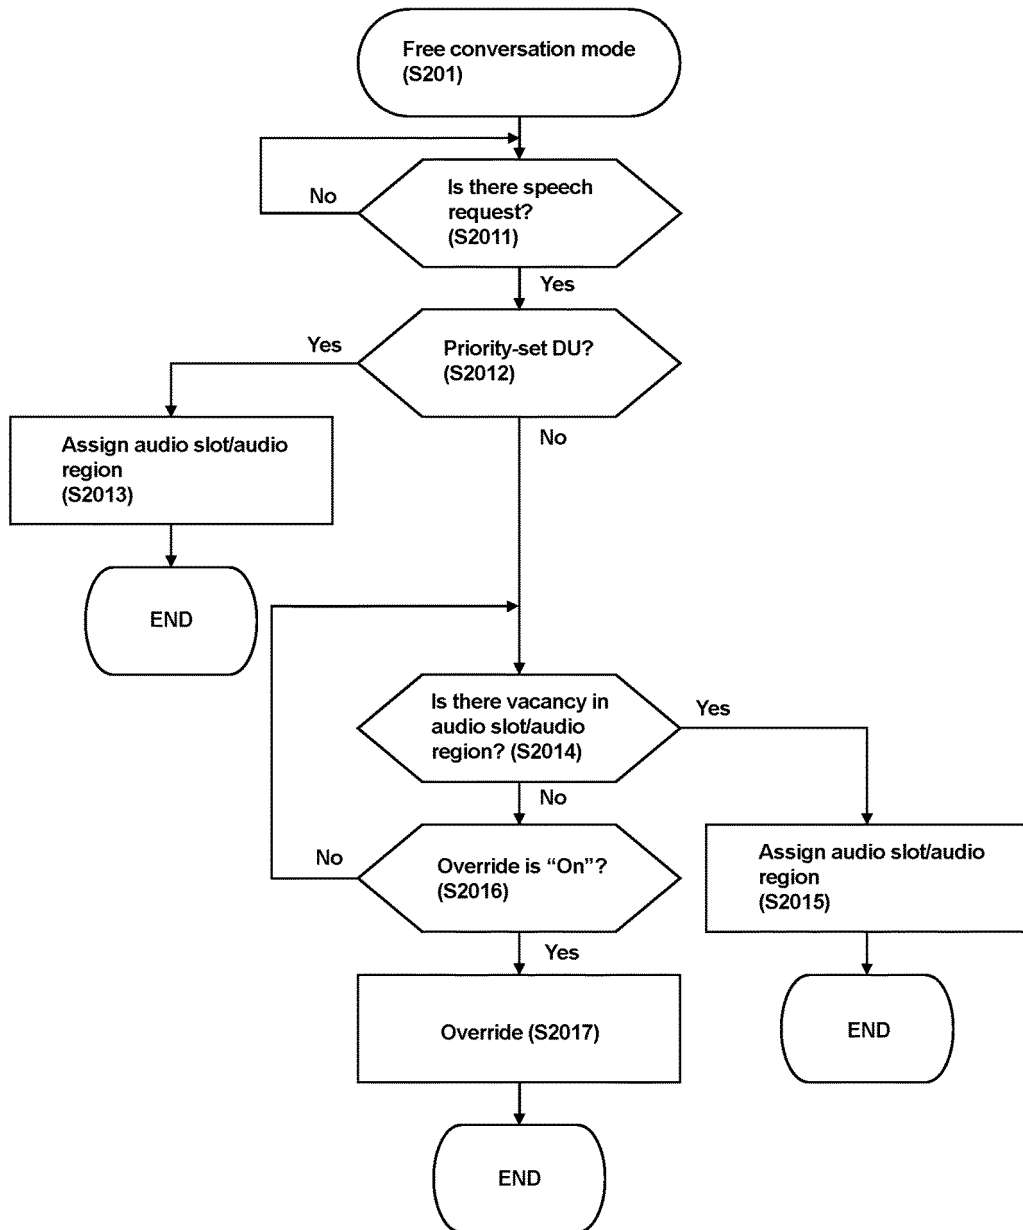 Free conversation mode
(S201)
No
Is there speech
request?
(S2011)
Yes
Yes
Priority-set DU?
(S2012)
No
Assign audio slot/audio
region
(S2013)
END
Is there vacancy in
audio slot/audio
region? (S2014)
Yes
No
No
Override is “On”?
(S2016)
Assign audio slot/audio
region
(S2015)
Yes
Override (S2017)
END
END